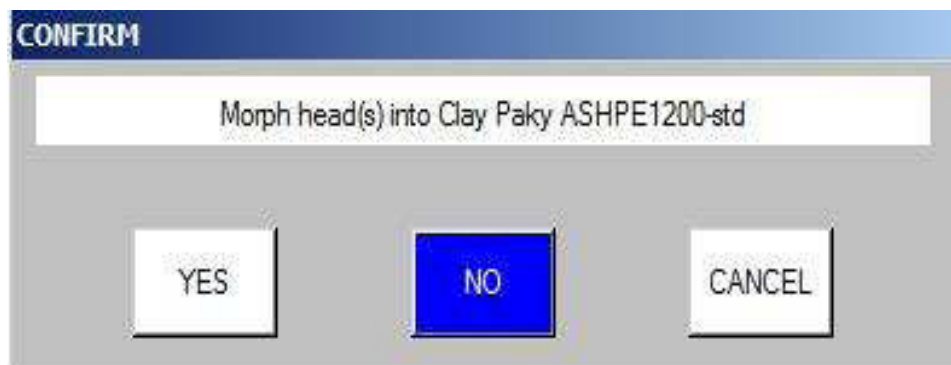 CONFIRM
Morph head(s) into Clay Paky ASHPE1200-std
YES NO CANCEL